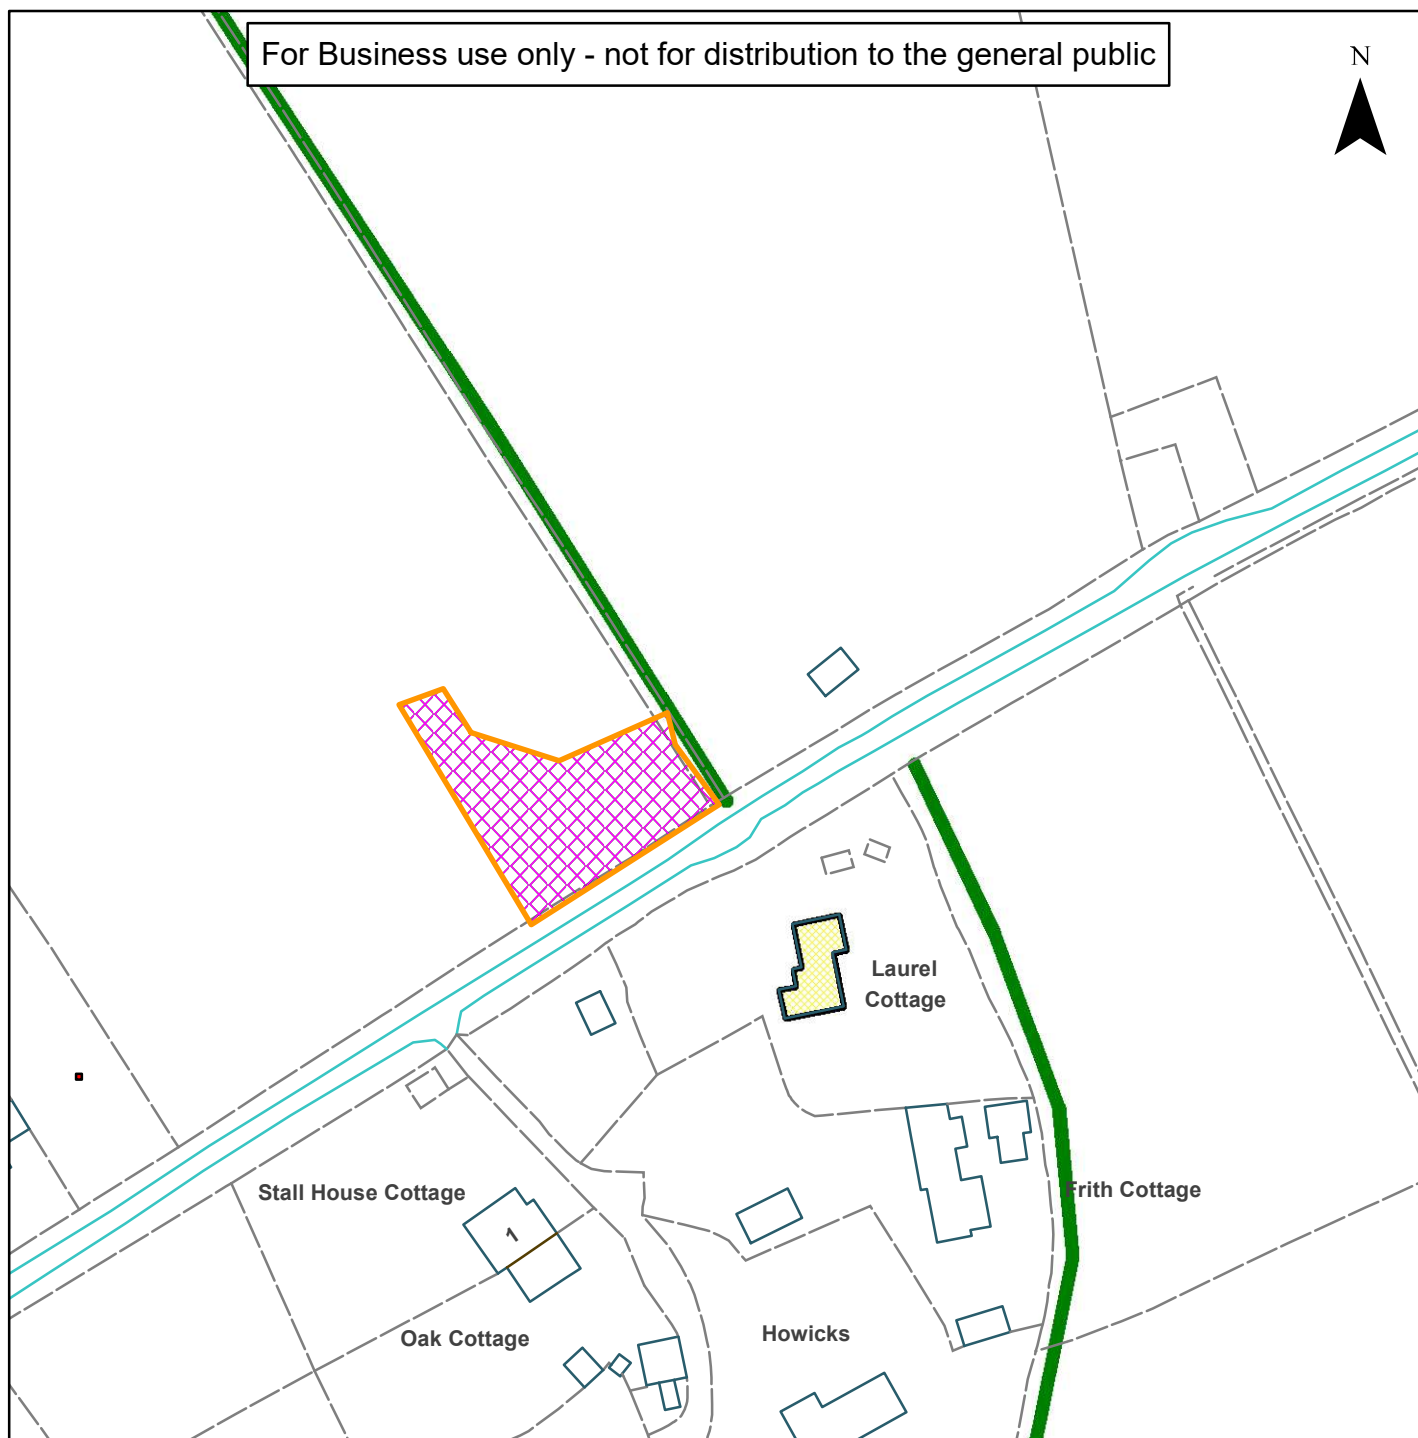 For Business use only - not for distribution to the general public
N
Laurel
Cottage
Stall House Cottage
1
Frith Cottage
Oak Cottage
Howicks